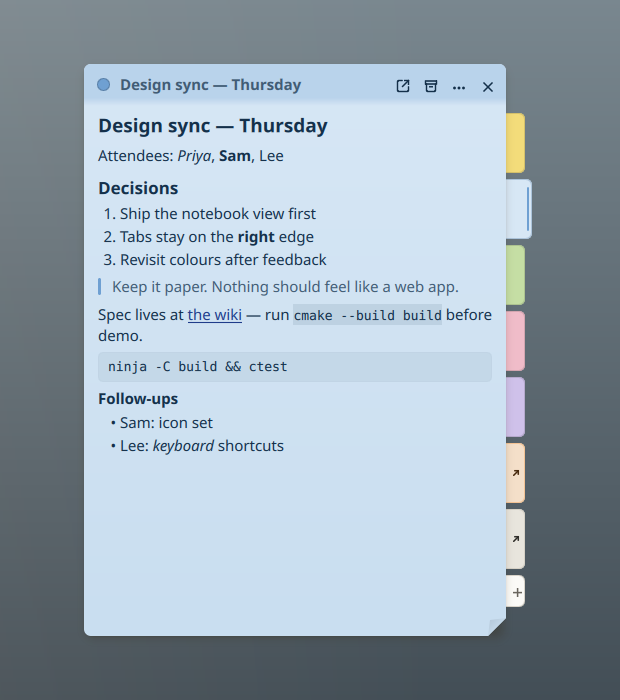 Design sync — Thursday
Design sync — Thursday
Attendees: Priya, Sam, Lee
Decisions
1. Ship the notebook view first
2. Tabs stay on the right edge
3. Revisit colours after feedback
Keep it paper. Nothing should feel like a web app.
Spec lives at the wiki — run cmake --build build before
demo.
ninja -C build && ctest
Follow-ups
• Sam: icon set
• Lee: keyboard shortcuts